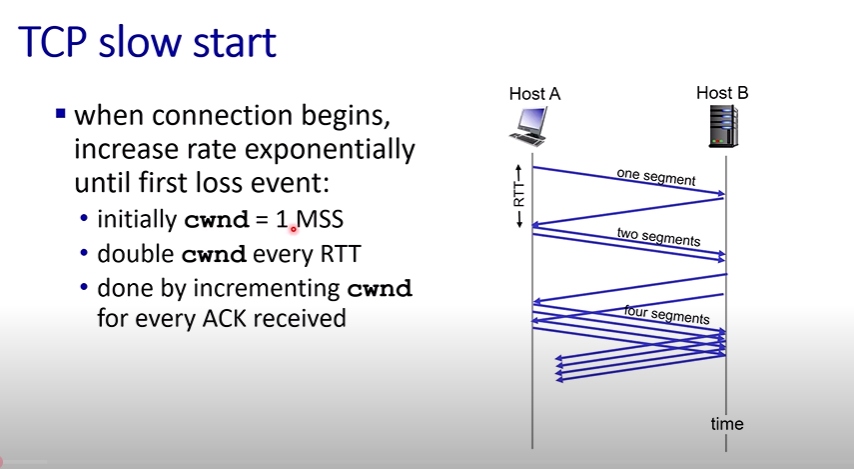 TCP slow start
▪ when connection begins,
increase rate exponentially
until first loss event:
• initially cwnd = 1 MSS
• double cwnd every RTT
• done by incrementing cwnd
for every ACK received
Host A
Host B
RTT
one segment
two segments
four segments
time